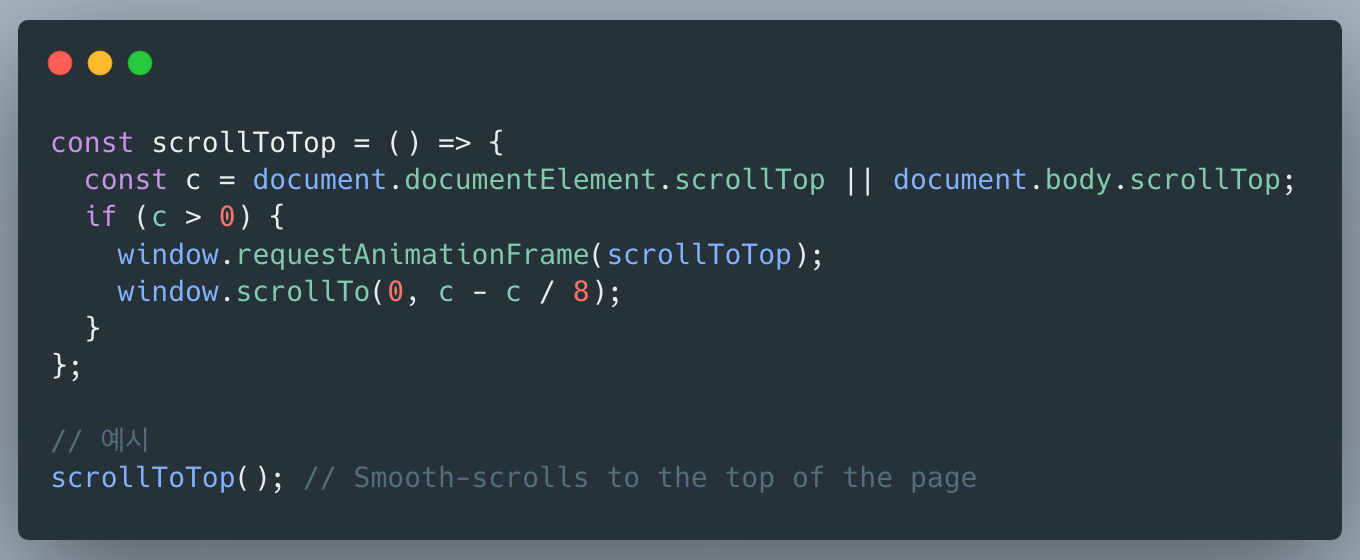 const scrollToTop = () => {
  const c = document.documentElement.scrollTop || document.body.scrollTop;
  if (c > 0) {
    window.requestAnimationFrame(scrollToTop);
    window.scrollTo(0, c - c / 8);
  }
};

// 예시
scrollToTop(); // Smooth-scrolls to the top of the page